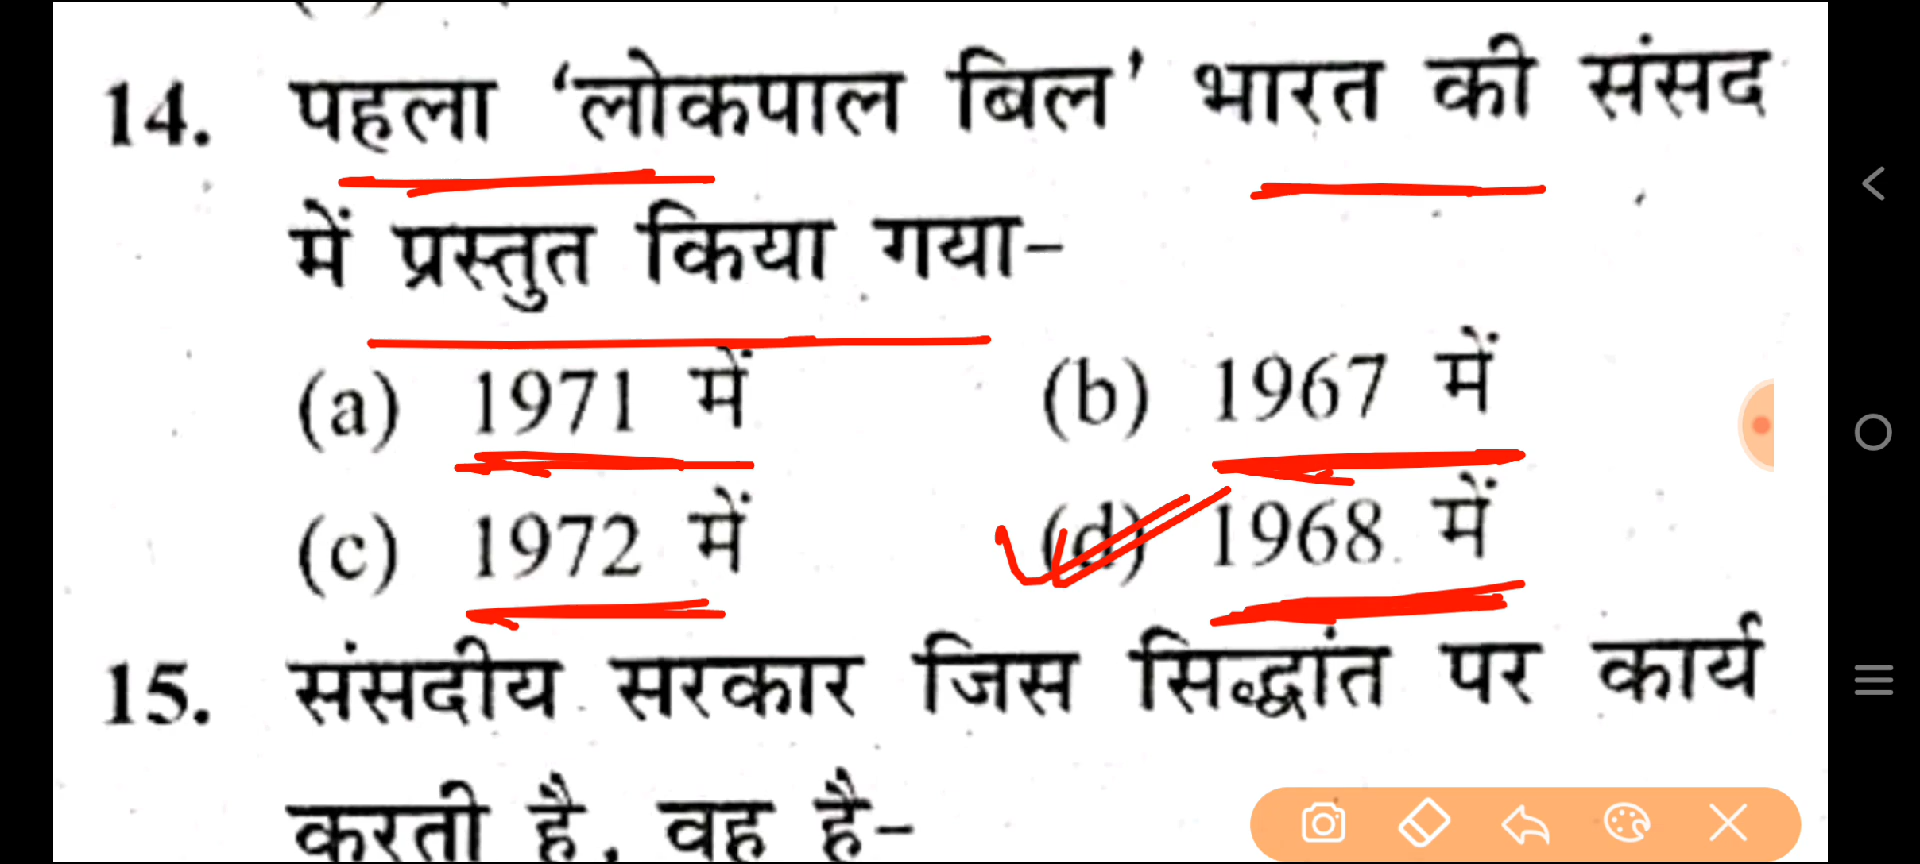 14. पहला ‘लोकपाल बिल’ भारत की संसद
में प्रस्तुत किया गया–
(a) 1971 में (b) 1967 में
(c) 1972 में (d) 1968 में
15. संसदीय सरकार जिस सिद्धांत पर कार्य
करती है, वह है–